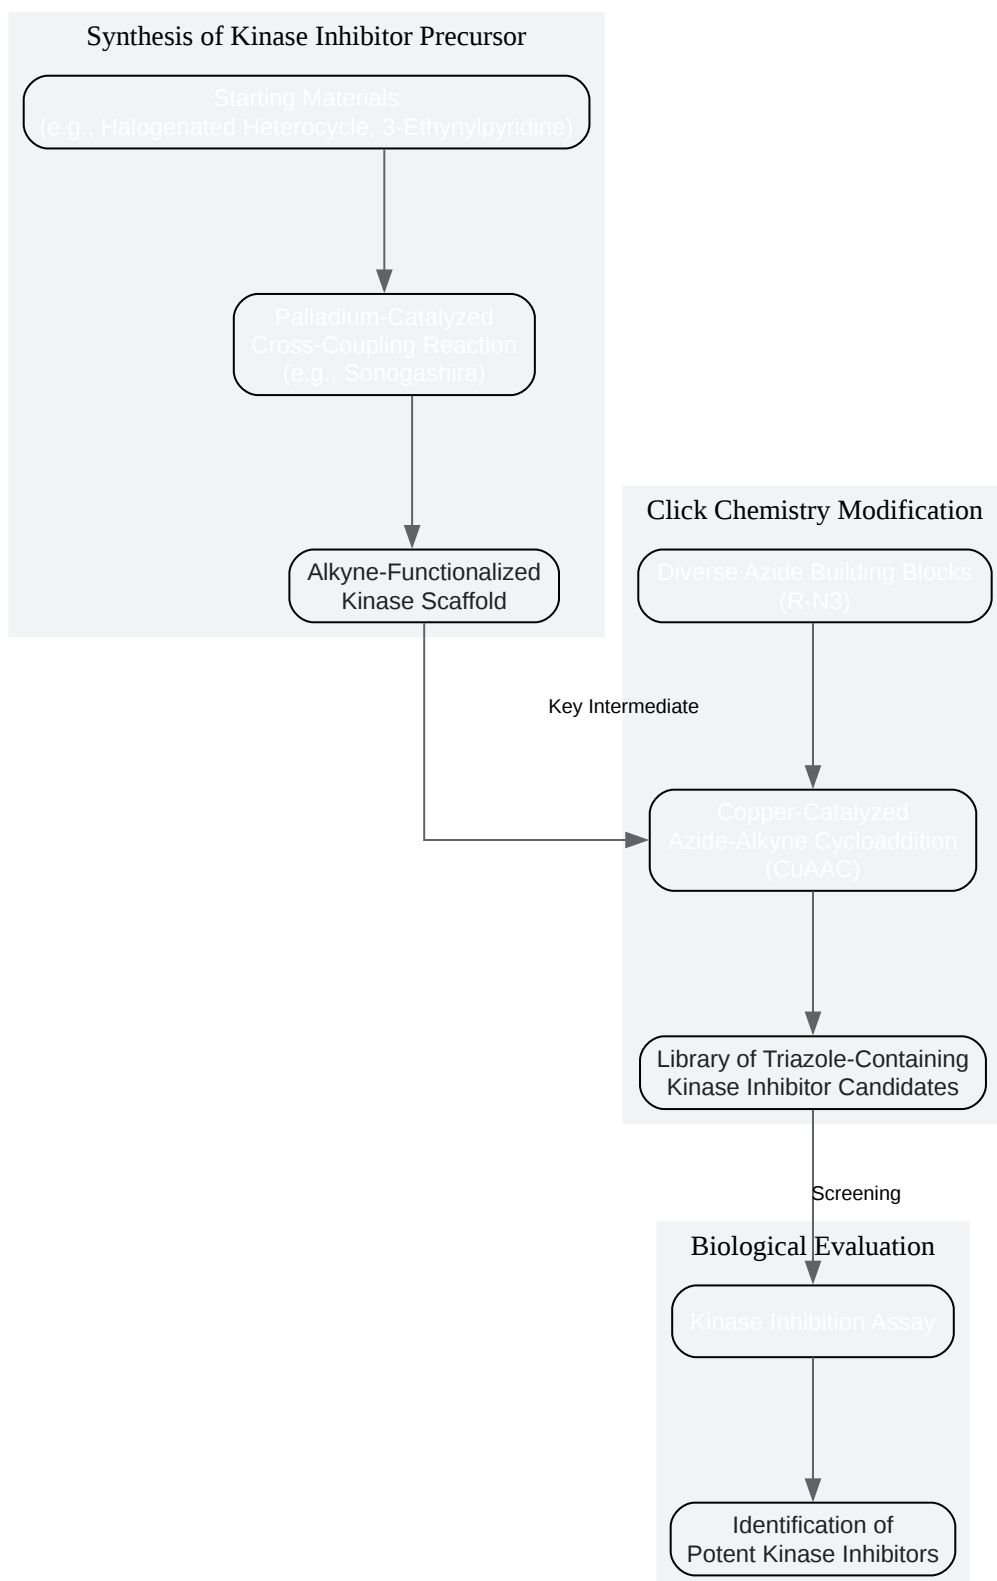 Synthesis of Kinase Inhibitor Precursor
Starting Materials
(e.g., Halogenated Heterocycle, 3-Ethynylpyridine)
Palladium-Catalyzed
Cross-Coupling Reaction
(e.g., Sonogashira)
Alkyne-Functionalized
Kinase Scaffold
Key Intermediate
Click Chemistry Modification
Diverse Azide Building Blocks
(R-N3)
Copper-Catalyzed
Azide-Alkyne Cycloaddition
(CuAAC)
Library of Triazole-Containing
Kinase Inhibitor Candidates
Screening
Biological Evaluation
Kinase Inhibition Assay
Identification of
Potent Kinase Inhibitors